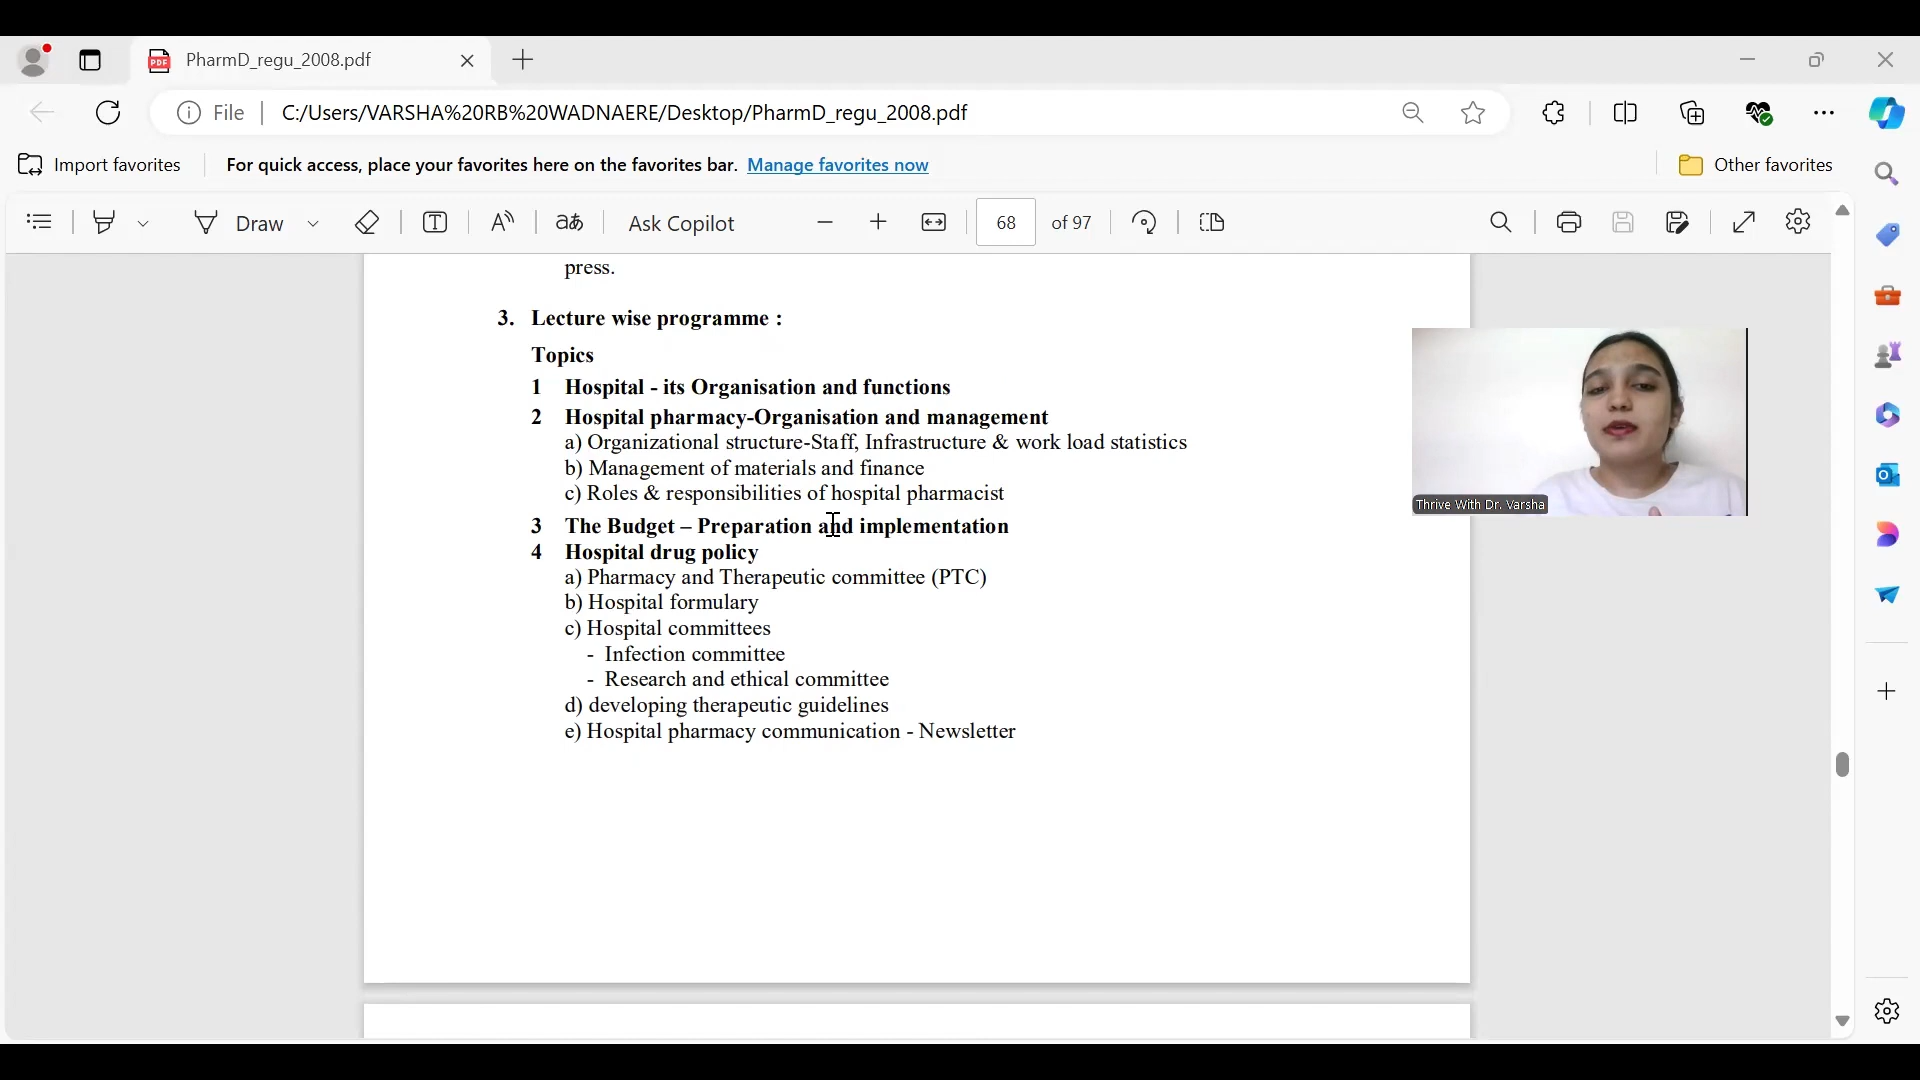 PharmD_regu_2008.pdf
File
C:/Users/VARSHA%20RB%20WADNAERE/Desktop/PharmD_regu_2008.pdf
Import favorites
For quick access, place your favorites here on the favorites bar. Manage favorites now
Other favorites
Draw
Ask Copilot
68 of 97
press.
3. Lecture wise programme :
Topics
1 Hospital - its Organisation and functions
2 Hospital pharmacy-Organisation and management
a) Organizational structure-Staff, Infrastructure & work load statistics
b) Management of materials and finance
c) Roles & responsibilities of hospital pharmacist
3 The Budget – Preparation and implementation
4 Hospital drug policy
a) Pharmacy and Therapeutic committee (PTC)
b) Hospital formulary
c) Hospital committees
- Infection committee
- Research and ethical committee
d) developing therapeutic guidelines
e) Hospital pharmacy communication - Newsletter
Thrive With Dr. Varsha